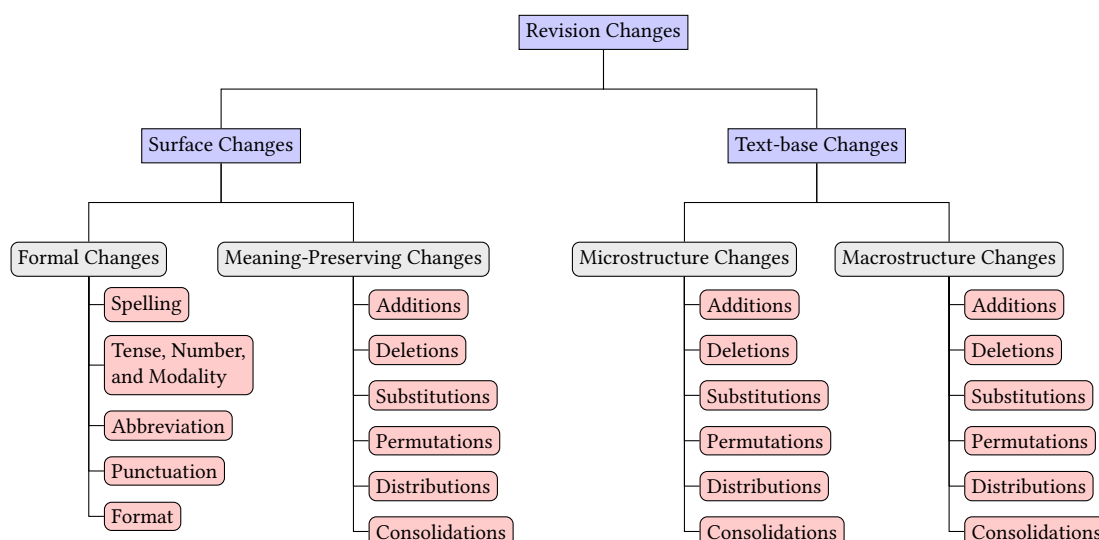 Revision Changes
Surface Changes
Text-base Changes
Formal Changes
Meaning-Preserving Changes
Microstructure Changes
Macrostructure Changes
Spelling
Tense, Number,
and Modality
Abbreviation
Punctuation
Format
Additions
Deletions
Substitutions
Permutations
Distributions
Consolidations
Additions
Deletions
Substitutions
Permutations
Distributions
Consolidations
Additions
Deletions
Substitutions
Permutations
Distributions
Consolidations